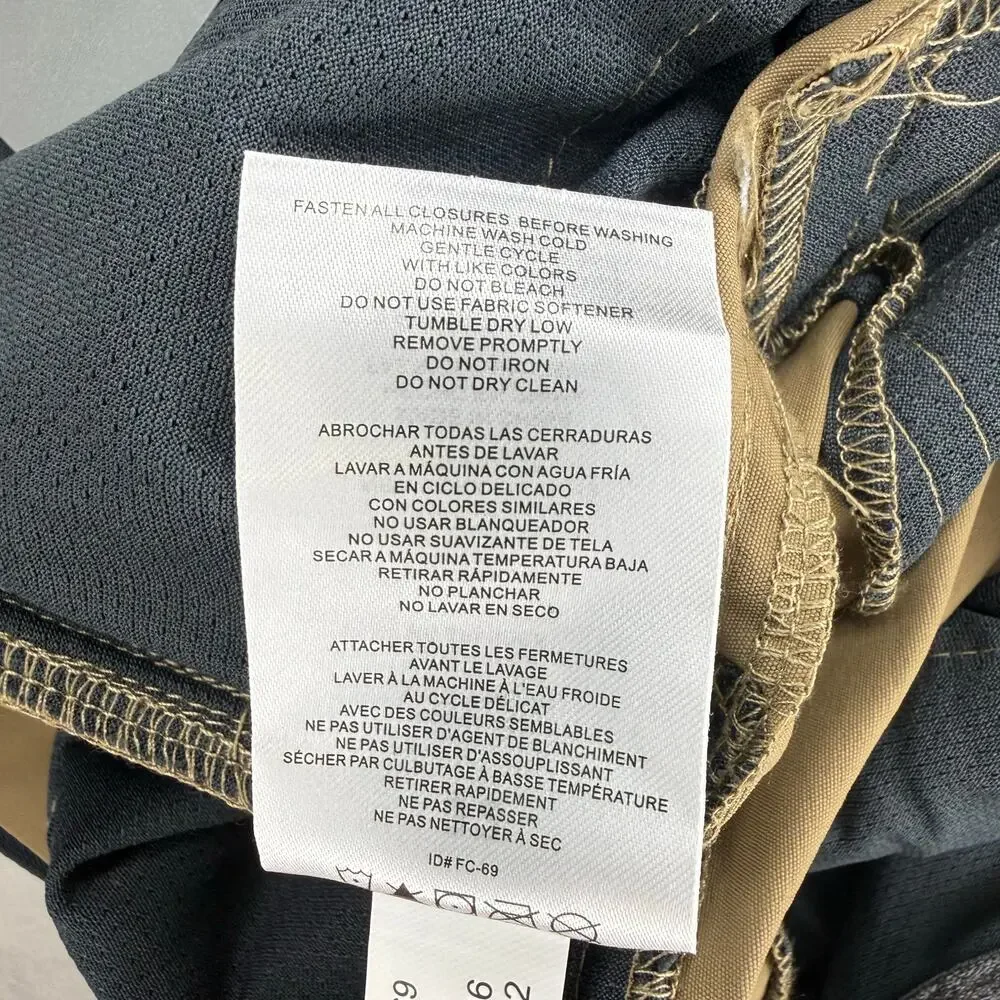 FASTEN ALL CLOSURES BEFORE WASHING
MACHINE WASH COLD
GENTLE CYCLE
WITH LIKE COLORS
DO NOT BLEACH
DO NOT USE FABRIC SOFTENER
TUMBLE DRY LOW
REMOVE PROMPTLY
DO NOT IRON
DO NOT DRY CLEAN
ABROCHAR TODAS LAS CERRADURAS
ANTES DE LAVAR
LAVAR A MÁQUINA CON AGUA FRÍA
EN CICLO DELICADO
CON COLORES SIMILARES
NO USAR BLANQUEADOR
NO USAR SUAVIZANTE DE TELA
SECAR A MÁQUINA TEMPERATURA BAJA
RETIRAR RÁPIDAMENTE
NO PLANCHAR
NO LAVAR EN SECO
ATTACHER TOUTES LES FERMETURES
AVANT LE LAVAGE
LAVER À LA MACHINE À L'EAU FROIDE
AU CYCLE DÉLICAT
AVEC DES COULEURS SEMBLABLES
NE PAS UTILISER D'AGENT DE BLANCHIMENT
NE PAS UTILISER D'ASSOUPLISSANT
SÉCHER PAR CULBUTAGE À BASSE TEMPÉRATURE
RETIRER RAPIDEMENT
NE PAS REPASSER
NE PAS NETTOYER À SEC
ID# FC-69